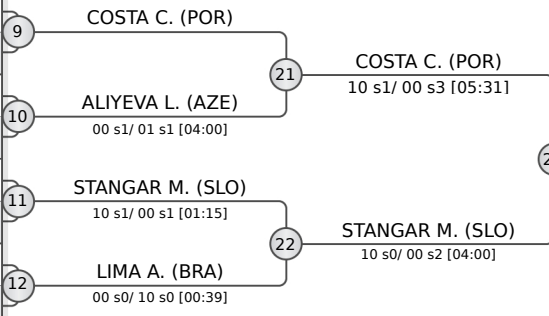 9
COSTA C. (POR)
21
COSTA C. (POR)
10 s1/ 00 s3 [05:31]
10
ALIYEVA L. (AZE)
00 s1/ 01 s1 [04:00]
11
STANGAR M. (SLO)
10 s1/ 00 s1 [01:15]
22
STANGAR M. (SLO)
10 s0/ 00 s2 [04:00]
12
LIMA A. (BRA)
00 s0/ 10 s0 [00:39]